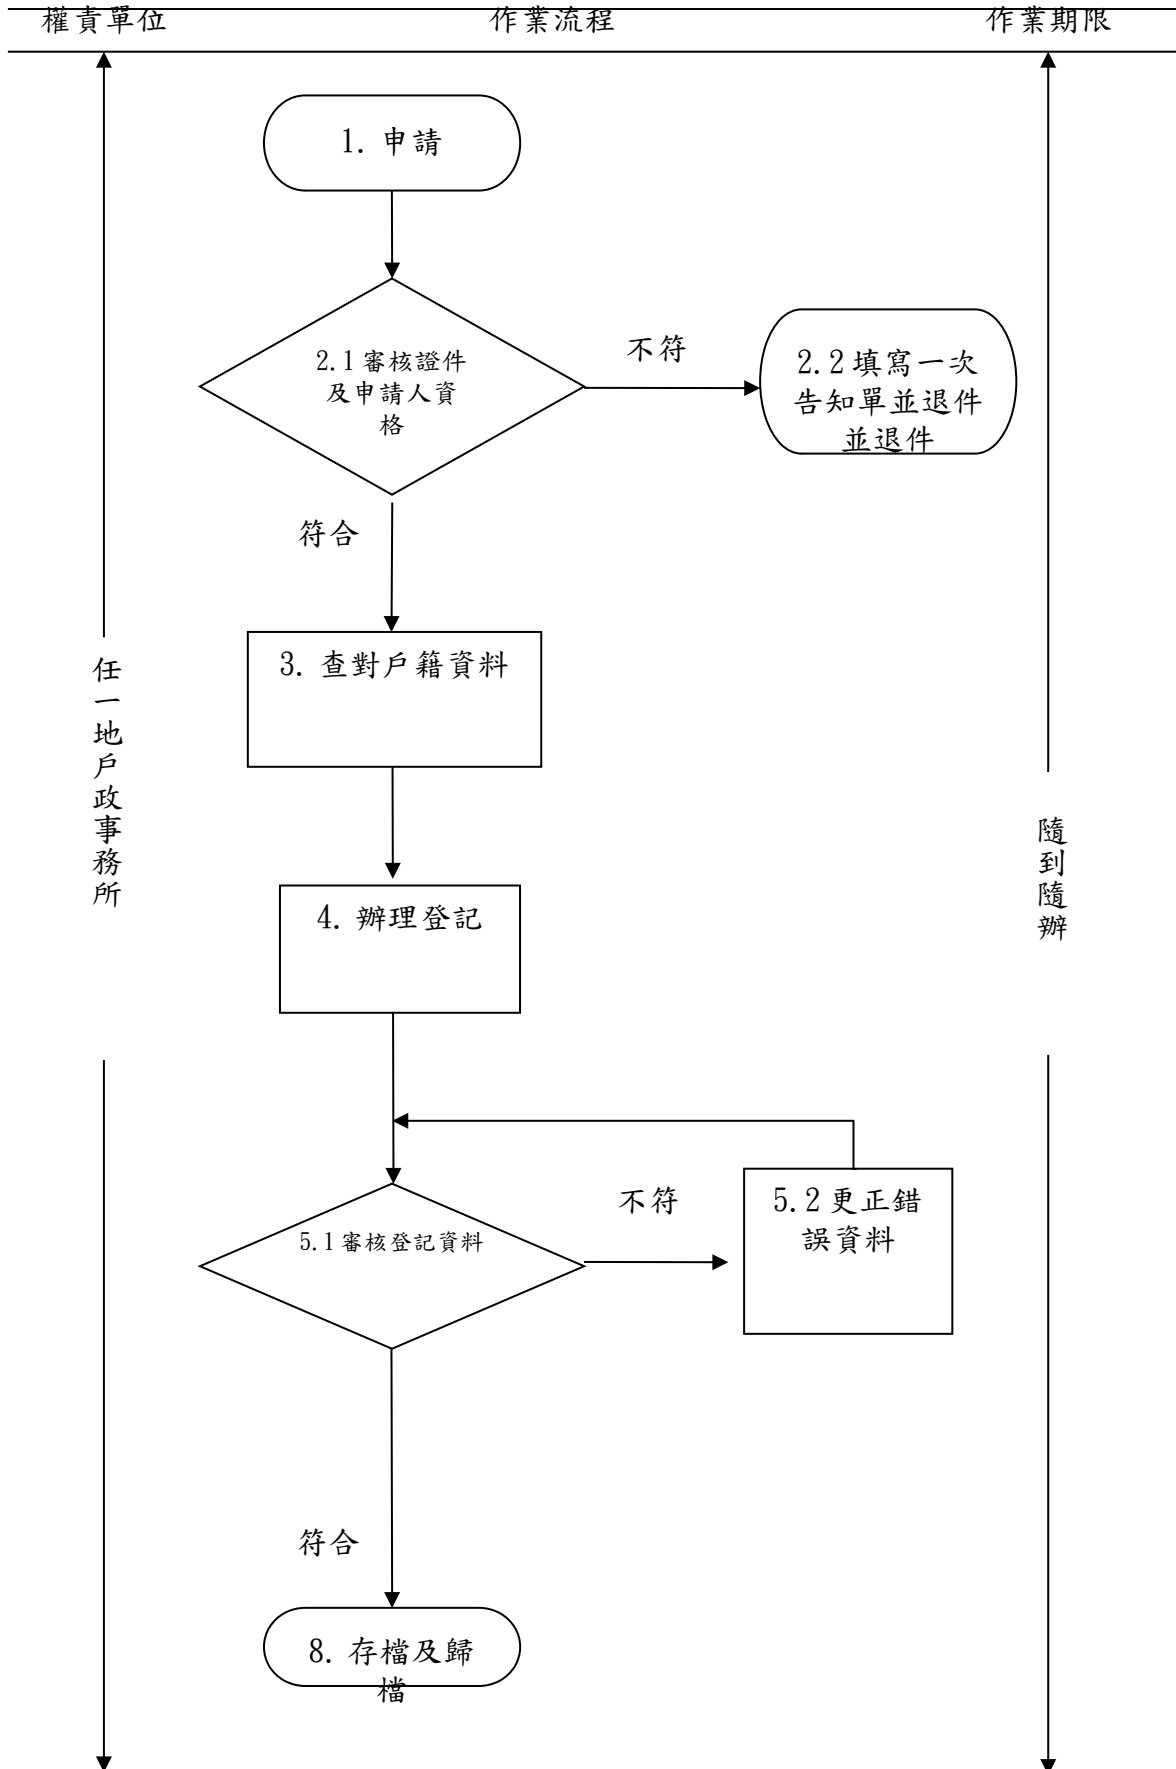 權責單位 作業流程 作業期限
1. 申請
2.1審核證件
及申請人資
格
不符
2.2填寫一次
告知單並退件
並退件
符合
3. 查對戶籍資料
任一地戶政事務所
隨到隨辦
4. 辦理登記
5.1審核登記資料
不符
5.2更正錯
誤資料
符合
8. 存檔及歸
檔